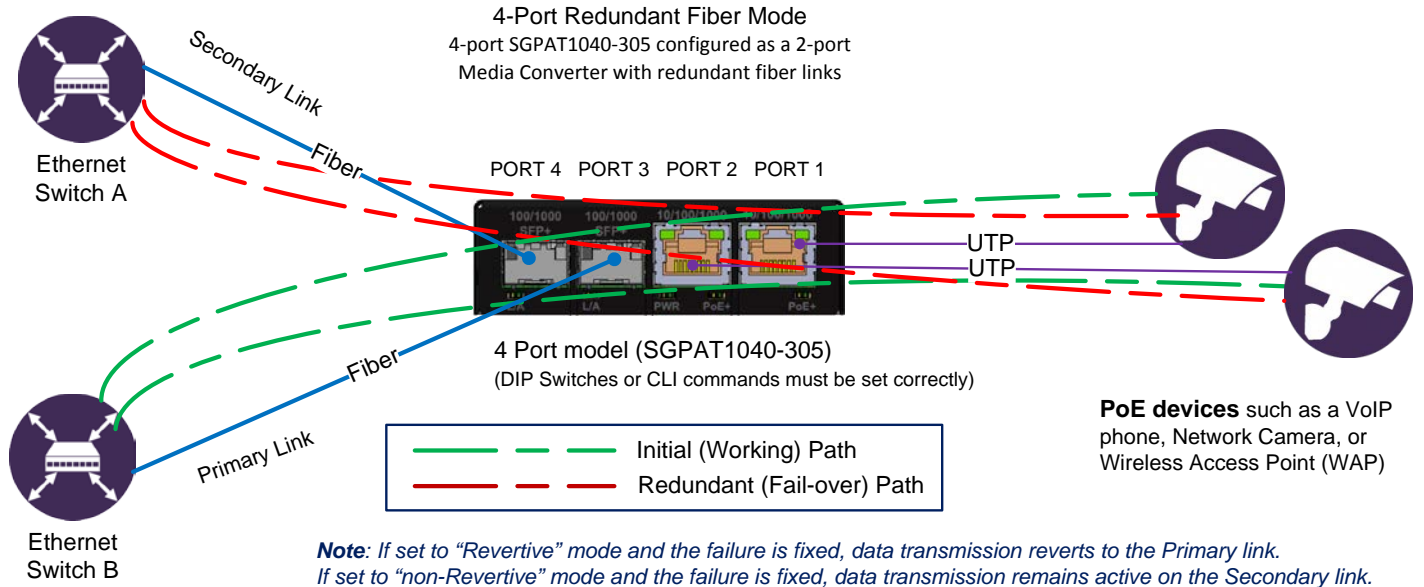 4-Port Redundant Fiber Mode
4-port SGPAT1040-305 configured as a 2-port
Media Converter with redundant fiber links
Secondary Link
Fiber
Ethernet
Switch A
PORT 4 PORT 3 PORT 2 PORT 1
100/1000 100/1000 10/100/1000
SFP+ SFP+
UTP
UTP
L/A PWR PoE+ PoE+
Fiber
4 Port model (SGPAT1040-305)
(DIP Switches or CLI commands must be set correctly)
Primary Link
Initial (Working) Path
Redundant (Fail-over) Path
PoE devices such as a VoIP
phone, Network Camera, or
Wireless Access Point (WAP)
Ethernet
Switch B
Note: If set to “Revertive” mode and the failure is fixed, data transmission reverts to the Primary link.
If set to “non-Revertive” mode and the failure is fixed, data transmission remains active on the Secondary link.